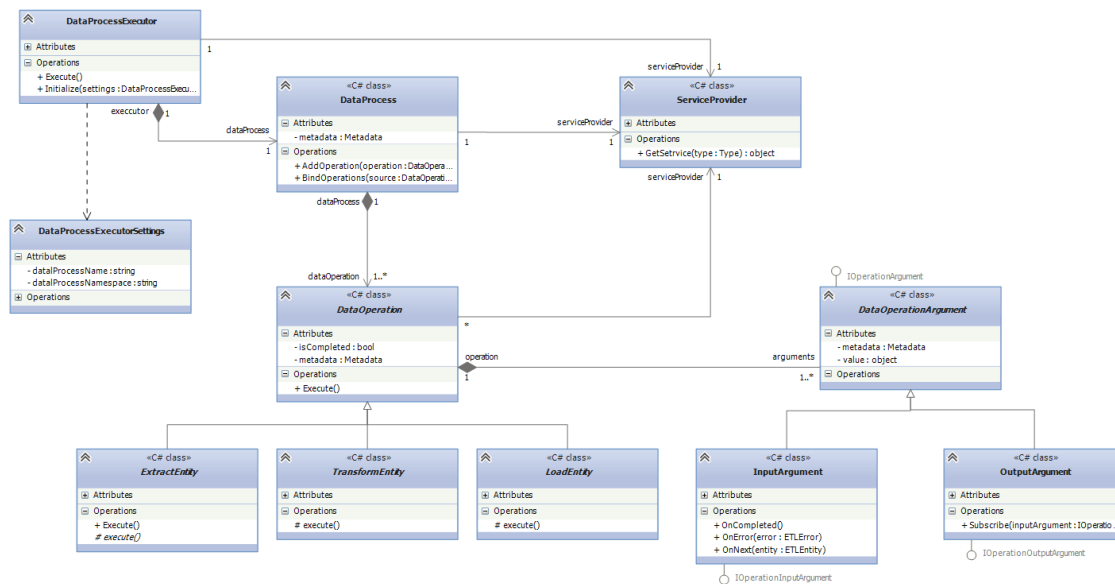 DataProcessExecutor
Attributes
Operations
+ Execute()
+ Initialize(settings : DataProcessExecu...
1
serviceProvider
1
execcutor
1
dataProcess
1
«C# class»
DataProcess
Attributes
- metadata : Metadata
Operations
+ AddOperation(operation : DataOpera...
+ BindOperations(source : DataOperati...
serviceProvider
1
1
«C# class»
ServiceProvider
Attributes
Operations
+ GetSetrvice(type : Type) : object
serviceProvider
1
dataProcess
1
DataProcessExecutorSettings
Attributes
- datalProcessName : string
- datalProcessNamespace : string
Operations
dataOperation
1..*
IOperationArgument
«C# class»
DataOperation
Attributes
- isCompleted : bool
- metadata : Metadata
Operations
+ Execute()
*
operation
1
arguments
1..*
«C# class»
DataOperationArgument
Attributes
- metadata : Metadata
- value : object
Operations
«C# class»
ExtractEntity
Attributes
Operations
+ Execute()
# execute()
«C# class»
TransformEntity
Attributes
Operations
# execute()
«C# class»
LoadEntity
Attributes
Operations
# execute()
«C# class»
InputArgument
Attributes
Operations
+ OnCompleted()
+ OnError(error : ETLError)
+ OnNext(entity : ETLEntity)
IOperationInputArgument
«C# class»
OutputArgument
Attributes
Operations
+ Subscribe(inputArgument : IOperatio...
IOperationOutputArgument